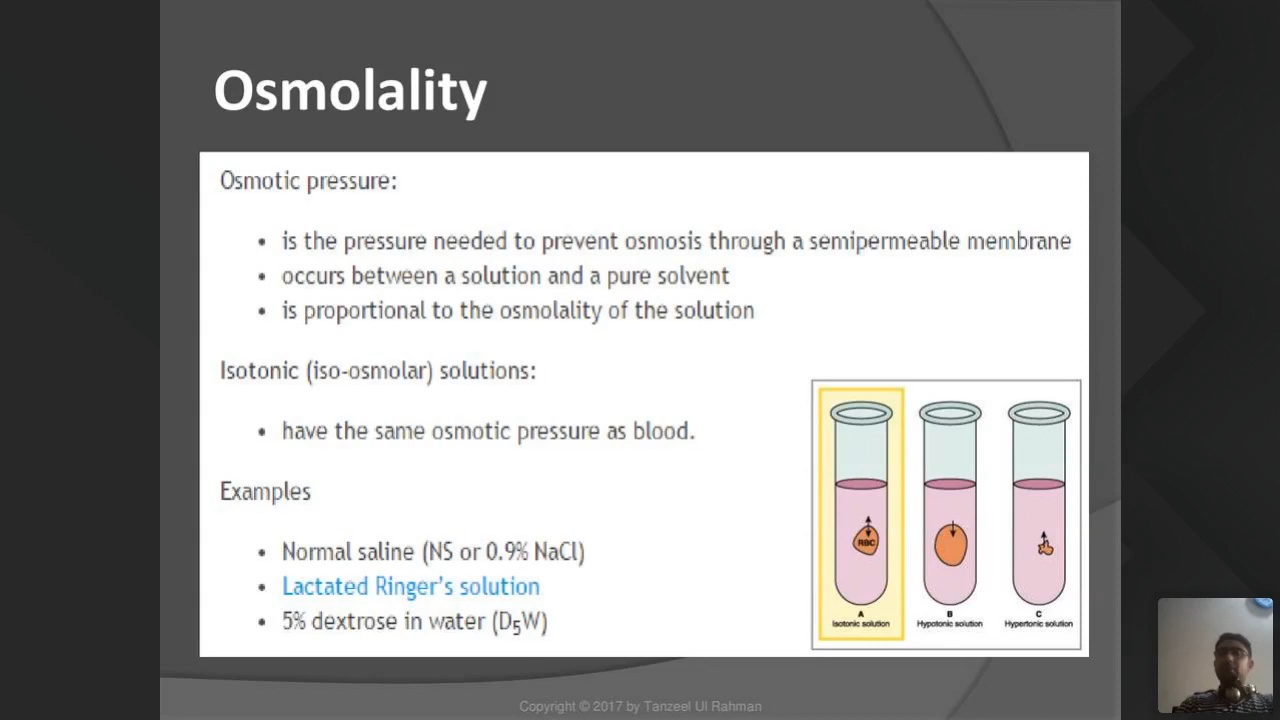 Osmolality
Osmotic pressure:
• is the pressure needed to prevent osmosis through a semipermeable membrane
• occurs between a solution and a pure solvent
• is proportional to the osmolality of the solution
Isotonic (iso-osmolar) solutions:
• have the same osmotic pressure as blood.
Examples
• Normal saline (NS or 0.9% NaCl)
• Lactated Ringer's solution
• 5% dextrose in water (D₅W)
RBC
A
Isotonic solution
B
Hypotonic solution
C
Hypertonic solution
Copyright © 2017 by Tanzeel Ul Rahman